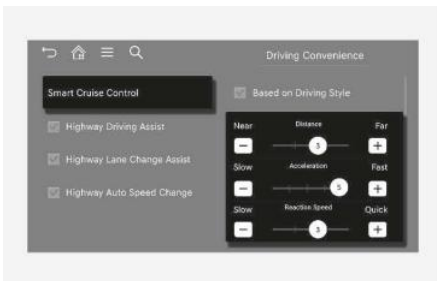 Driving Convenience
Smart Cruise Control
Highway Driving Assist
Highway Lane Change Assist
Highway Auto Speed Change
Based on Driving Style
Near Distance Far
3
Slow Acceleration Fast
5
Slow Reaction Speed Quick
3